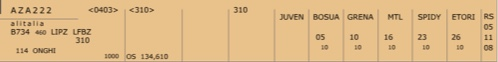 AZA222 <0403> <310> 310
alitalia
B734 460 LIPZ LFBZ
310
114 ONGHI
1000 OS 134,610
JUVEN BOSUA GRENA MTL SPIDY ETORI
05 10 16 23 26
10 10 10 10 10
RS
05
11
08